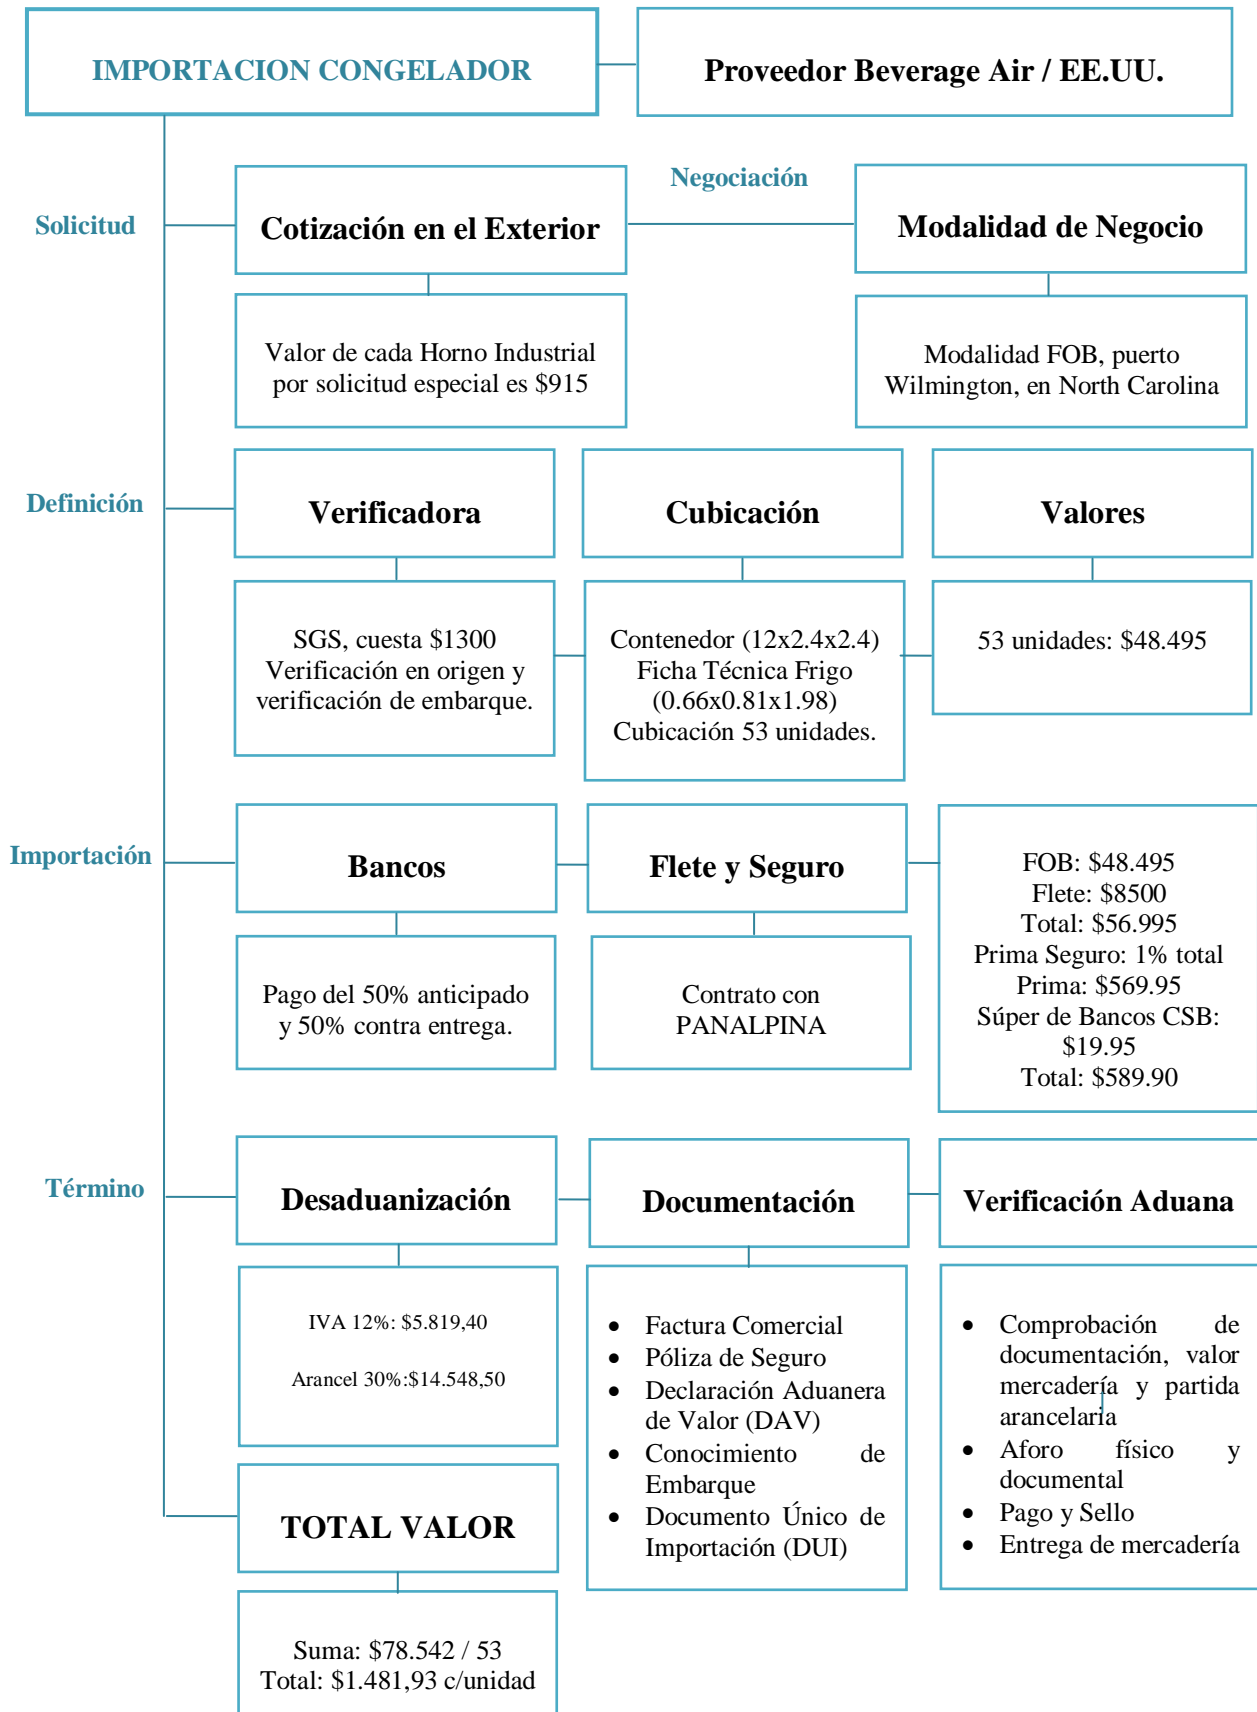 IMPORTACION CONGELADOR
Proveedor Beverage Air / EE.UU.
Solicitud
Cotización en el Exterior
Negociación
Modalidad de Negocio
Valor de cada Horno Industrial
por solicitud especial es $915
Modalidad FOB, puerto
Wilmington, en North Carolina
Definición
Verificadora
Cubicación
Valores
SGS, cuesta $1300
Verificación en origen y
verificación de embarque.
Contenedor (12x2.4x2.4)
Ficha Técnica Frigo
(0.66x0.81x1.98)
Cubicación 53 unidades.
53 unidades: $48.495
Importación
Bancos
Flete y Seguro
Pago del 50% anticipado
y 50% contra entrega.
Contrato con
PANALPINA
FOB: $48.495
Flete: $8500
Total: $56.995
Prima Seguro: 1% total
Prima: $569.95
Súper de Bancos CSB:
$19.95
Total: $589.90
Término
Desaduanización
Documentación
Verificación Aduana
IVA 12%: $5.819,40
Arancel 30%:$14.548,50
• Factura Comercial
• Póliza de Seguro
• Declaración Aduanera
de Valor (DAV)
• Conocimiento de
Embarque
• Documento Único de
Importación (DUI)
• Comprobación de
documentación, valor
mercadería y partida
arancelaria
• Aforo físico y
documental
• Pago y Sello
• Entrega de mercadería
TOTAL VALOR
Suma: $78.542 / 53
Total: $1.481,93 c/unidad